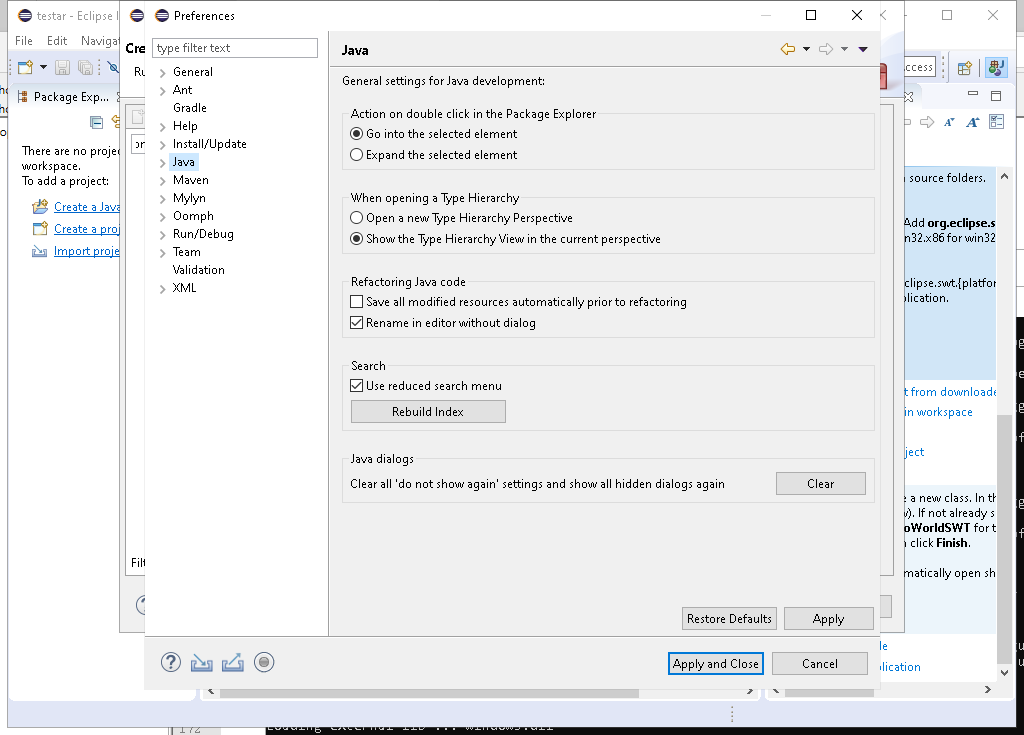 testar - Eclipse I
Preferences
File Edit Navigat
Cre
type filter text
Java
Ru
General settings for Java development:
ccess
General
Ant
Gradle
Help
Install/Update
Java
Maven
Mylyn
Oomph
Run/Debug
Team
Validation
XML
Package Exp...
There are no projec
workspace.
To add a project:
Create a Java
Create a proj
Import proje
Action on double click in the Package Explorer
Go into the selected element
Expand the selected element
When opening a Type Hierarchy
Open a new Type Hierarchy Perspective
Show the Type Hierarchy View in the current perspective
Refactoring Java code
Save all modified resources automatically prior to refactoring
Rename in editor without dialog
Search
Use reduced search menu
Rebuild Index
Java dialogs
Clear all 'do not show again' settings and show all hidden dialogs again
Clear
Restore Defaults
Apply
Apply and Close
Cancel
Filt
source folders.
Add org.eclipse.s
n32.x86 for win32
clipse.swt.{platfor
plication.
t from downloade
in workspace
ject
e a new class. In th
v). If not already s
oWorldSWT for t
click Finish.
matically open sh
le
plication
172
Loading external lib ... windows.dll